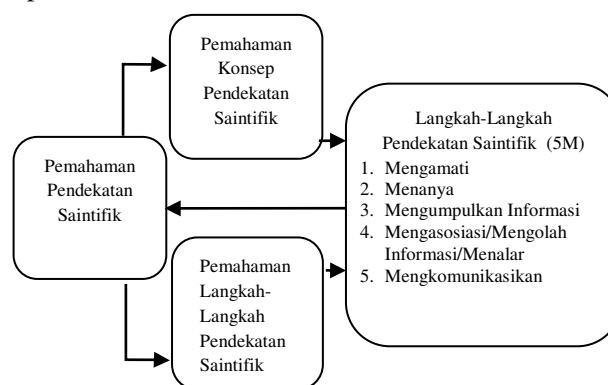 Pemahaman
Konsep
Pendekatan
Saintifik
Pemahaman
Pendekatan
Saintifik
Pemahaman
Langkah-
Langkah
Pendekatan
Saintifik
Langkah-Langkah
Pendekatan Saintifik (5M)
1. Mengamati
2. Menanya
3. Mengumpulkan Informasi
4. Mengasosiasi/Mengolah
Informasi/Menalar
5. Mengkomunikasikan